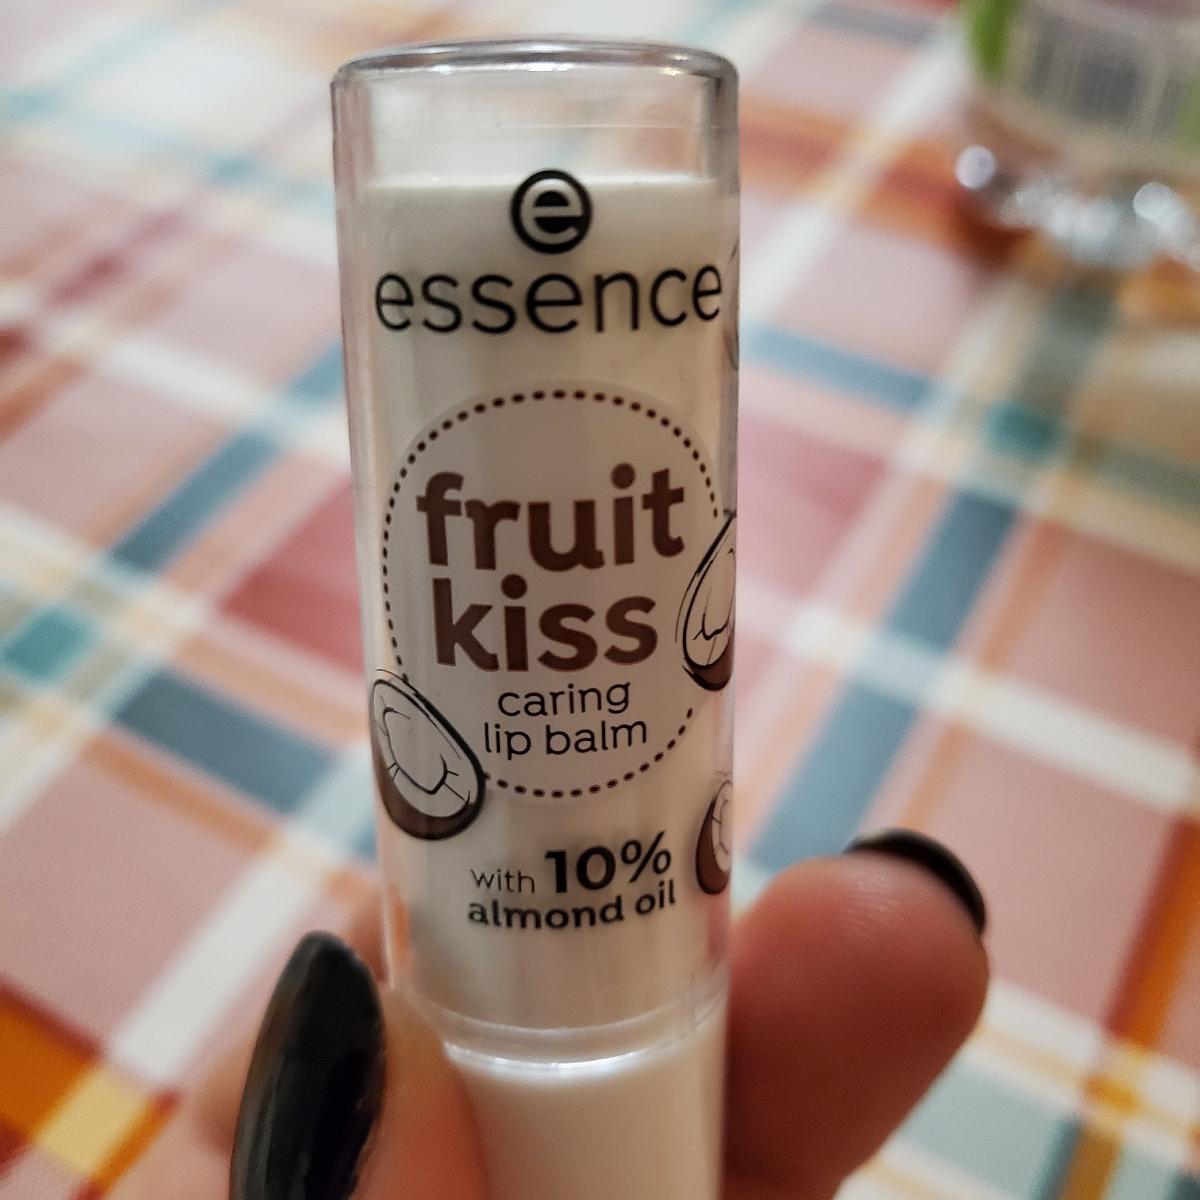 e
essence
fruit
kiss
caring
lip balm
with 10%
almond oil